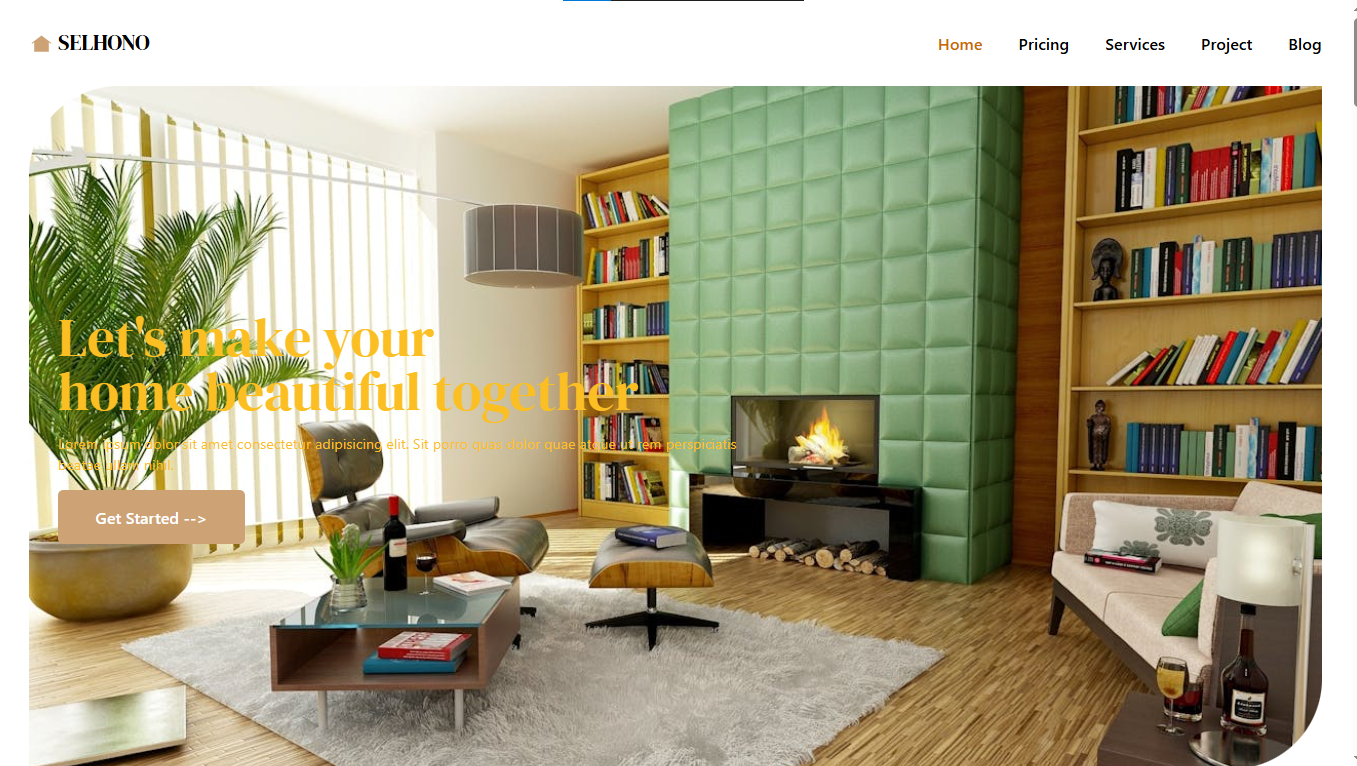 SELHONO
Home Pricing Services Project Blog
Let's make your
home beautiful together
Lorem ipsum dolor sit amet consectetur adipisicing elit. Sit porro quas dolor quae atque ut rem perspiciatis
beatae ullam nihil.
Get Started -->